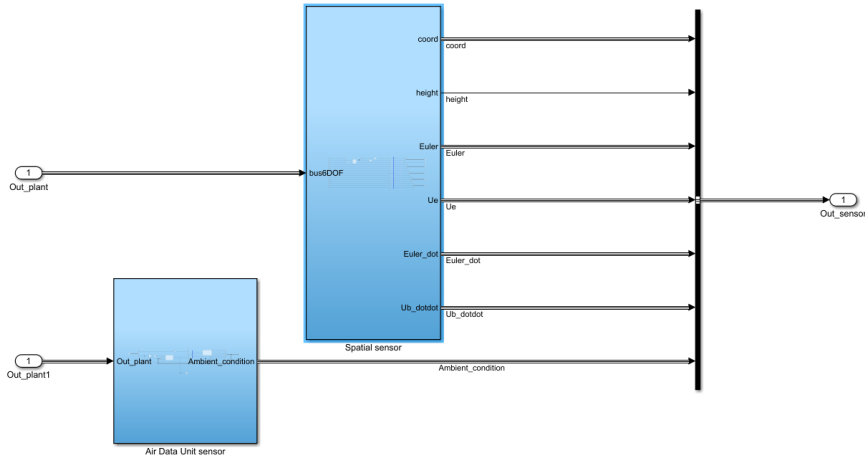 coord
coord
height
height
Euler
Euler
1
Out_plant
bus6DOF
Ue
Ue
1
Out_sensor
Euler_dot
Euler_dot
Ub_dotdot
Ub_dotdot
Spatial sensor
1
Out_plant1
Out_plant
Ambient_condition
Ambient_condition
Air Data Unit sensor